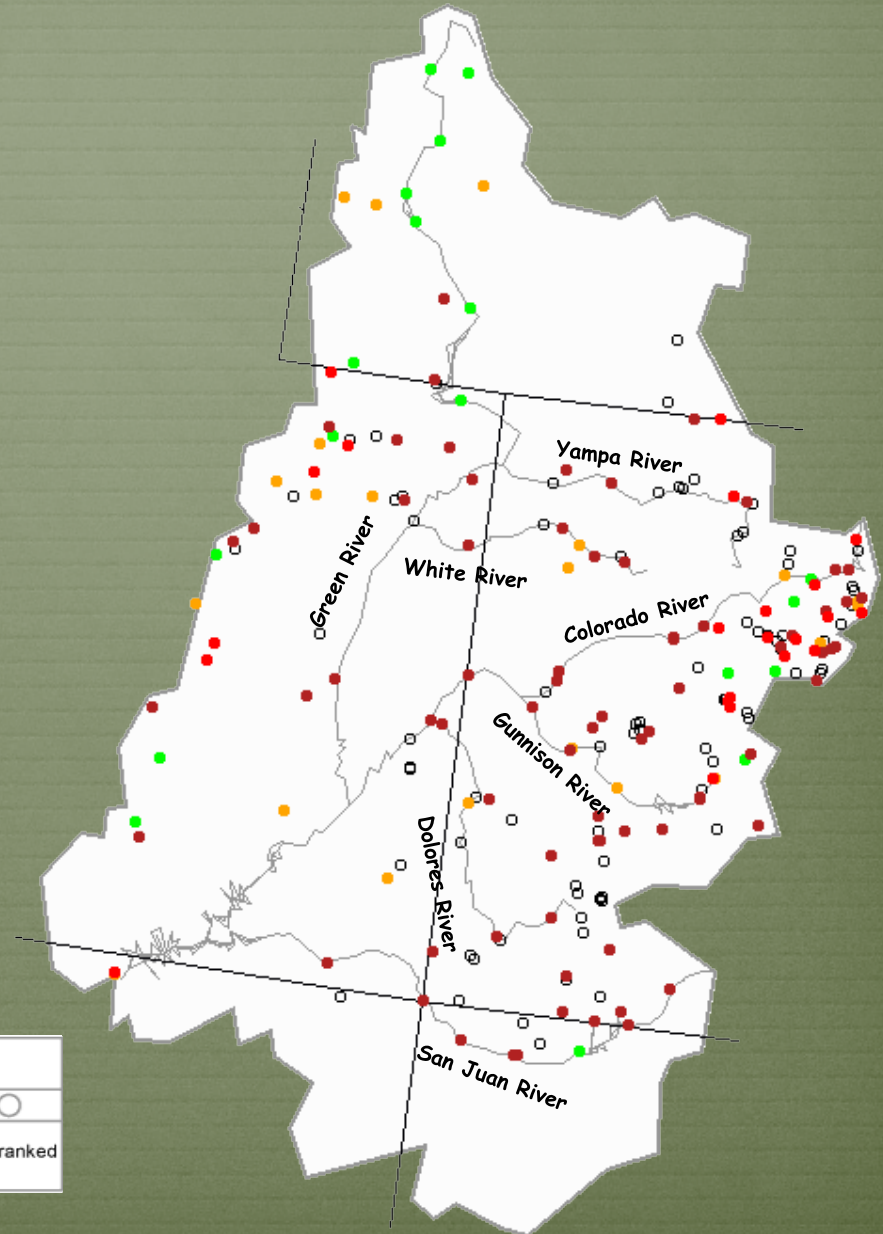 Yampa River
White River
Green River
Colorado River
Gunnison River
Dolores River
San Juan River
ranked